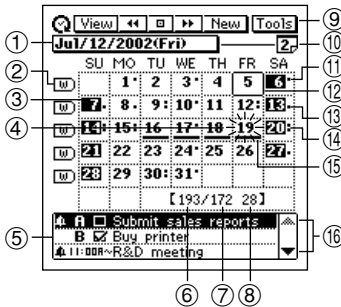 View ◄◄ ▶▶ New Tools ⑨
① Jul/12/2002(Fri) 2 ⑩
SU MO TU WE TH FR SA ⑪
② W 1 2 3 4 5 6 ⑫
③ W 7 8 9 10 11 12 13 ⑬
④ W 14 15 16 17 18 19 20 ⑭
W 21 22 23 24 25 26 27 ⑮
W 28 29 30 31
【193/172 28】
⑤ A Submit sales reports ⑯
B Buy printer
11:00A~R&D meeting
⑥ ⑦ ⑧